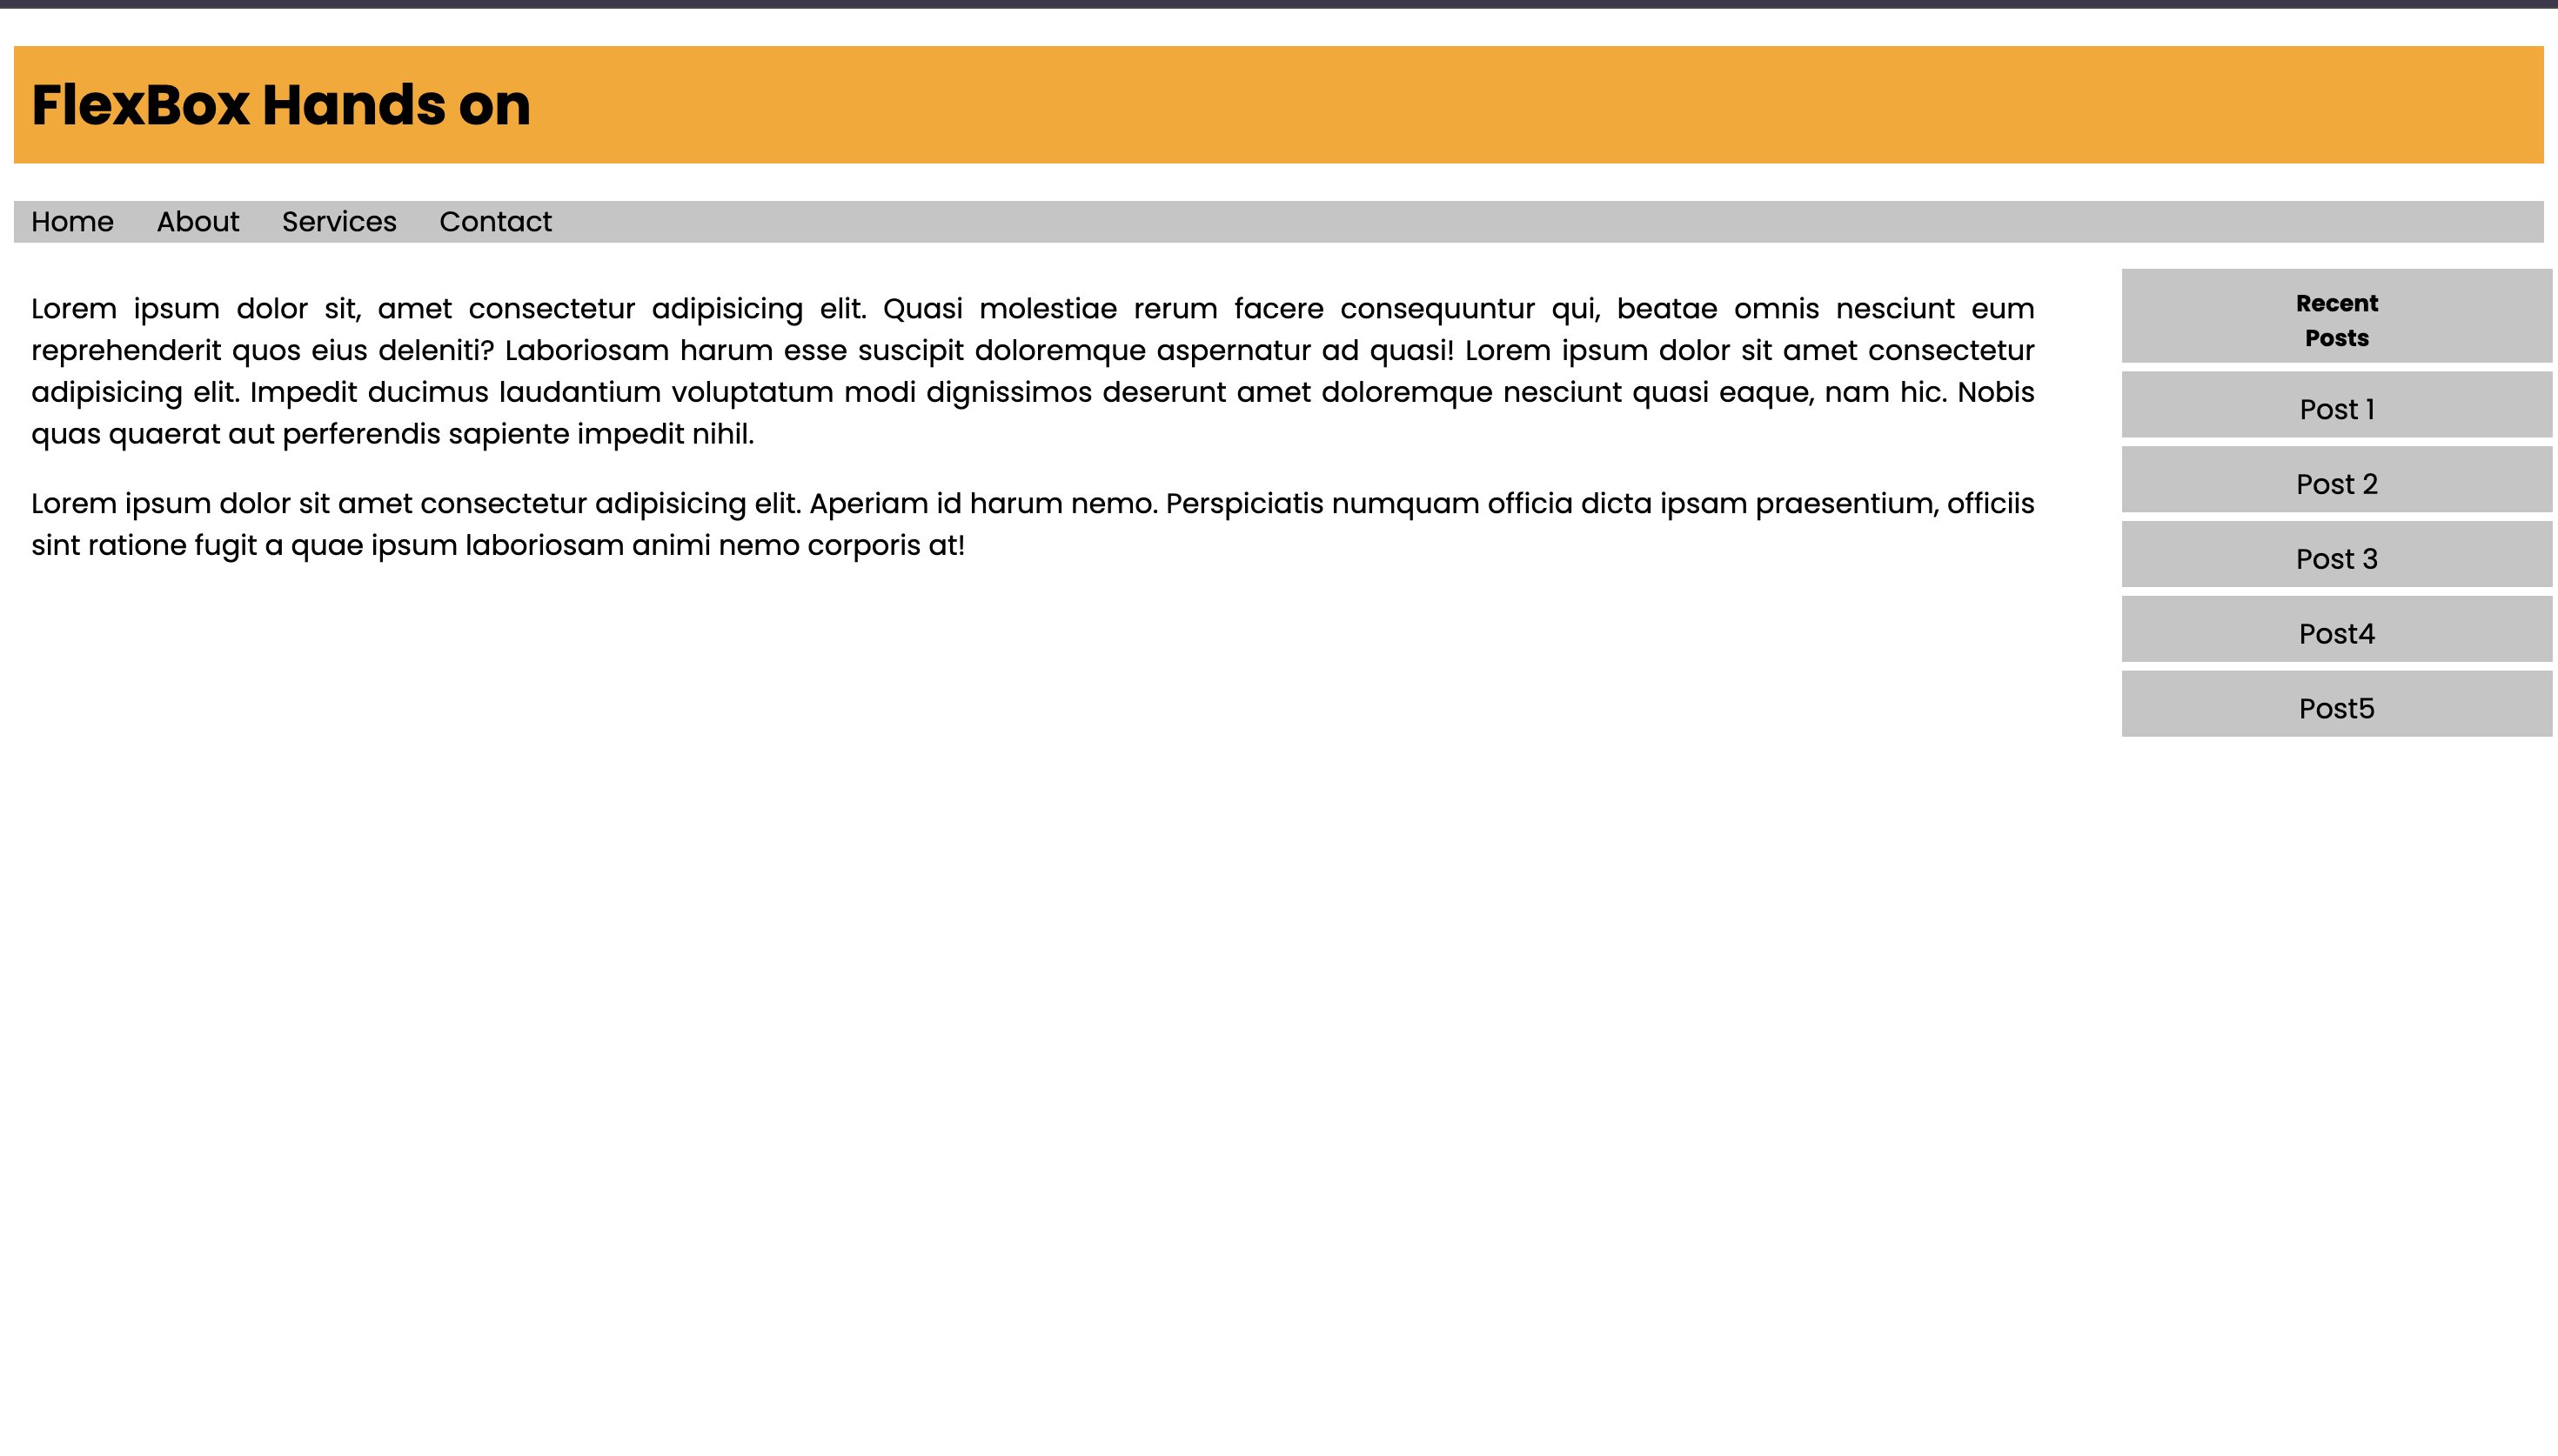 FlexBox Hands on
Home About Services Contact
Lorem ipsum dolor sit, amet consectetur adipisicing elit. Quasi molestiae rerum facere consequuntur qui, beatae omnis nesciunt eum
reprehenderit quos eius deleniti? Laboriosam harum esse suscipit doloremque aspernatur ad quasi! Lorem ipsum dolor sit amet consectetur
adipisicing elit. Impedit ducimus laudantium voluptatum modi dignissimos deserunt amet doloremque nesciunt quasi eaque, nam hic. Nobis
quas quaerat aut perferendis sapiente impedit nihil.
Lorem ipsum dolor sit amet consectetur adipisicing elit. Aperiam id harum nemo. Perspiciatis numquam officia dicta ipsam praesentium, officiis
sint ratione fugit a quae ipsum laboriosam animi nemo corporis at!
Recent
Posts
Post 1
Post 2
Post 3
Post4
Post5